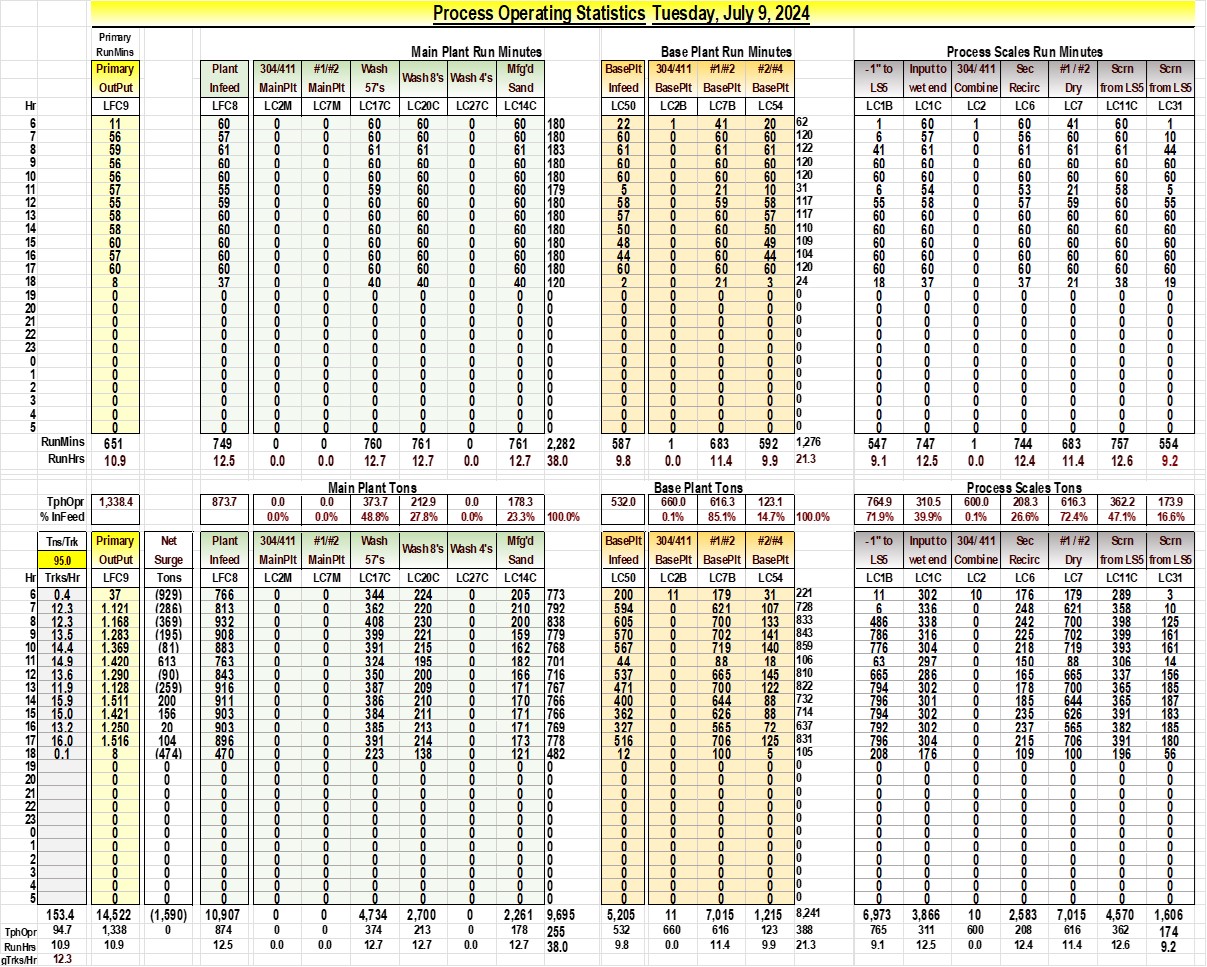 Process Operating Statistics Tuesday, July 9, 2024
Primary
RunMins Main Plant Run Minutes Base Plant Run Minutes Process Scales Run Minutes
Primary Plant 304/411 #1/#2 Wash Wash 8's Wash 4's Mfg'd BasePlt 304/411 #1/#2 #2/#4 -1" to Input to 304/ 411 Sec #1 / #2 Scrn Scrn
OutPut Infeed MainPlt MainPlt 57's Sand Infeed BasePlt BasePlt BasePlt LS5 wet end Combine Recirc Dry from LS5 from LS5
Hr LFC9 LFC8 LC2M LC7M LC17C LC20C LC27C LC14C LC50 LC2B LC7B LC54 LC1B LC1C LC2 LC6 LC7 LC11C LC31
6 11 60 0 0 60 60 0 60 180 22 1 41 20 62 1 60 1 60 41 60 1
7 56 57 0 0 60 60 0 60 180 60 0 60 60 120 6 57 0 56 60 60 10
8 59 61 0 0 61 61 0 61 183 61 0 61 61 122 41 61 0 61 61 61 44
9 56 60 0 0 60 60 0 60 180 60 0 60 60 120 60 60 0 60 60 60 60
10 56 60 0 0 60 60 0 60 180 60 0 60 60 120 60 60 0 60 60 60 60
11 57 55 0 0 59 60 0 60 179 5 0 21 10 31 6 54 0 53 21 58 5
12 55 59 0 0 60 60 0 60 180 58 0 59 58 117 55 58 0 57 59 60 55
13 58 60 0 0 60 60 0 60 180 57 0 60 57 117 60 60 0 60 60 60 60
14 58 60 0 0 60 60 0 60 180 50 0 60 50 110 60 60 0 60 60 60 60
15 60 60 0 0 60 60 0 60 180 48 0 60 49 109 60 60 0 60 60 60 60
16 57 60 0 0 60 60 0 60 180 44 0 60 44 104 60 60 0 60 60 60 60
17 60 60 0 0 60 60 0 60 180 60 0 60 60 120 60 60 0 60 60 60 60
18 8 37 0 0 40 40 0 40 120 2 0 21 3 24 18 37 0 37 21 38 19
19 0 0 0 0 0 0 0 0 0 0 0 0 0 0 0 0 0 0 0 0 0
20 0 0 0 0 0 0 0 0 0 0 0 0 0 0 0 0 0 0 0 0 0
21 0 0 0 0 0 0 0 0 0 0 0 0 0 0 0 0 0 0 0 0 0
22 0 0 0 0 0 0 0 0 0 0 0 0 0 0 0 0 0 0 0 0 0
23 0 0 0 0 0 0 0 0 0 0 0 0 0 0 0 0 0 0 0 0 0
0 0 0 0 0 0 0 0 0 0 0 0 0 0 0 0 0 0 0 0 0 0
1 0 0 0 0 0 0 0 0 0 0 0 0 0 0 0 0 0 0 0 0 0
2 0 0 0 0 0 0 0 0 0 0 0 0 0 0 0 0 0 0 0 0 0
3 0 0 0 0 0 0 0 0 0 0 0 0 0 0 0 0 0 0 0 0 0
4 0 0 0 0 0 0 0 0 0 0 0 0 0 0 0 0 0 0 0 0 0
5 0 0 0 0 0 0 0 0 0 0 0 0 0 0 0 0 0 0 0 0 0
RunMins 651 749 0 0 760 761 0 761 2,282 587 1 683 592 1,276 547 747 1 744 683 757 554
RunHrs 10.9 12.5 0.0 0.0 12.7 12.7 0.0 12.7 38.0 9.8 0.0 11.4 9.9 21.3 9.1 12.5 0.0 12.4 11.4 12.6 9.2
Main Plant Tons Base Plant Tons Process Scales Tons
TphOpr 1,338.4 873.7 0.0 0.0 373.7 212.9 0.0 178.3 532.0 660.0 616.3 123.1 764.9 310.5 600.0 208.3 616.3 362.2 173.9
% InFeed 0.0% 0.0% 48.8% 27.8% 0.0% 23.3% 100.0% 0.1% 85.1% 14.7% 100.0% 71.9% 39.9% 0.1% 26.6% 72.4% 47.1% 16.6%
Tns/Trk Primary Net Plant 304/411 #1/#2 Wash Wash 8's Wash 4's Mfg'd BasePlt 304/411 #1/#2 #2/#4 -1" to Input to 304/ 411 Sec #1 / #2 Scrn Scrn
95.0 OutPut Surge Infeed MainPlt MainPlt 57's Sand Infeed BasePlt BasePlt BasePlt LS5 wet end Combine Recirc Dry from LS5 from LS5
Hr Trks/Hr LFC9 Tons LFC8 LC2M LC7M LC17C LC20C LC27C LC14C LC50 LC2B LC7B LC54 LC1B LC1C LC2 LC6 LC7 LC11C LC31
6 0.4 37 (929) 766 0 0 344 224 0 205 773 200 11 179 31 221 11 302 10 176 179 289 3
7 12.3 1,121 (286) 813 0 0 362 220 0 210 792 594 0 621 107 728 6 336 0 248 621 358 10
8 12.3 1,168 (369) 932 0 0 408 230 0 200 838 605 0 700 133 833 486 338 0 242 700 398 125
9 13.5 1,283 (195) 908 0 0 399 221 0 159 779 570 0 702 141 843 786 316 0 225 702 399 161
10 14.4 1,369 (81) 883 0 0 391 215 0 162 768 567 0 719 140 859 776 304 0 218 719 393 161
11 14.9 1,420 613 763 0 0 324 195 0 182 701 44 0 88 18 106 63 297 0 150 88 306 14
12 13.6 1,290 (90) 843 0 0 350 200 0 166 716 537 0 665 145 810 665 286 0 165 665 337 156
13 11.9 1,128 (259) 916 0 0 387 209 0 171 767 471 0 700 122 822 794 302 0 178 700 365 185
14 15.9 1,511 200 911 0 0 386 210 0 170 766 400 0 644 88 732 796 301 0 185 644 365 187
15 15.0 1,421 156 903 0 0 384 211 0 171 766 362 0 626 88 714 794 302 0 235 626 391 183
16 13.2 1,250 20 903 0 0 385 213 0 171 769 327 0 565 72 637 792 302 0 237 565 382 185
17 16.0 1,516 104 896 0 0 391 214 0 173 778 516 0 706 125 831 796 304 0 215 706 391 180
18 0.1 8 (474) 470 0 0 223 138 0 121 482 12 0 100 5 105 208 176 0 109 100 196 56
19 0 0 0 0 0 0 0 0 0 0 0 0 0 0 0 0 0 0 0 0 0 0
20 0 0 0 0 0 0 0 0 0 0 0 0 0 0 0 0 0 0 0 0 0 0
21 0 0 0 0 0 0 0 0 0 0 0 0 0 0 0 0 0 0 0 0 0 0
22 0 0 0 0 0 0 0 0 0 0 0 0 0 0 0 0 0 0 0 0 0 0
23 0 0 0 0 0 0 0 0 0 0 0 0 0 0 0 0 0 0 0 0 0 0
0 0 0 0 0 0 0 0 0 0 0 0 0 0 0 0 0 0 0 0 0 0 0
1 0 0 0 0 0 0 0 0 0 0 0 0 0 0 0 0 0 0 0 0 0 0
2 0 0 0 0 0 0 0 0 0 0 0 0 0 0 0 0 0 0 0 0 0 0
3 0 0 0 0 0 0 0 0 0 0 0 0 0 0 0 0 0 0 0 0 0 0
4 0 0 0 0 0 0 0 0 0 0 0 0 0 0 0 0 0 0 0 0 0 0
5 0 0 0 0 0 0 0 0 0 0 0 0 0 0 0 0 0 0 0 0 0 0
153.4 14,522 (1,590) 10,907 0 0 4,734 2,700 0 2,261 9,695 5,205 11 7,015 1,215 8,241 6,973 3,866 10 2,583 7,015 4,570 1,606
TphOpr 94.7 1,338 0 874 0 0 374 213 0 178 255 532 660 616 123 388 765 311 600 208 616 362 174
RunHrs 10.9 10.9 12.5 0.0 0.0 12.7 12.7 0.0 12.7 38.0 9.8 0.0 11.4 9.9 21.3 9.1 12.5 0.0 12.4 11.4 12.6 9.2
gTrks/Hr 12.3